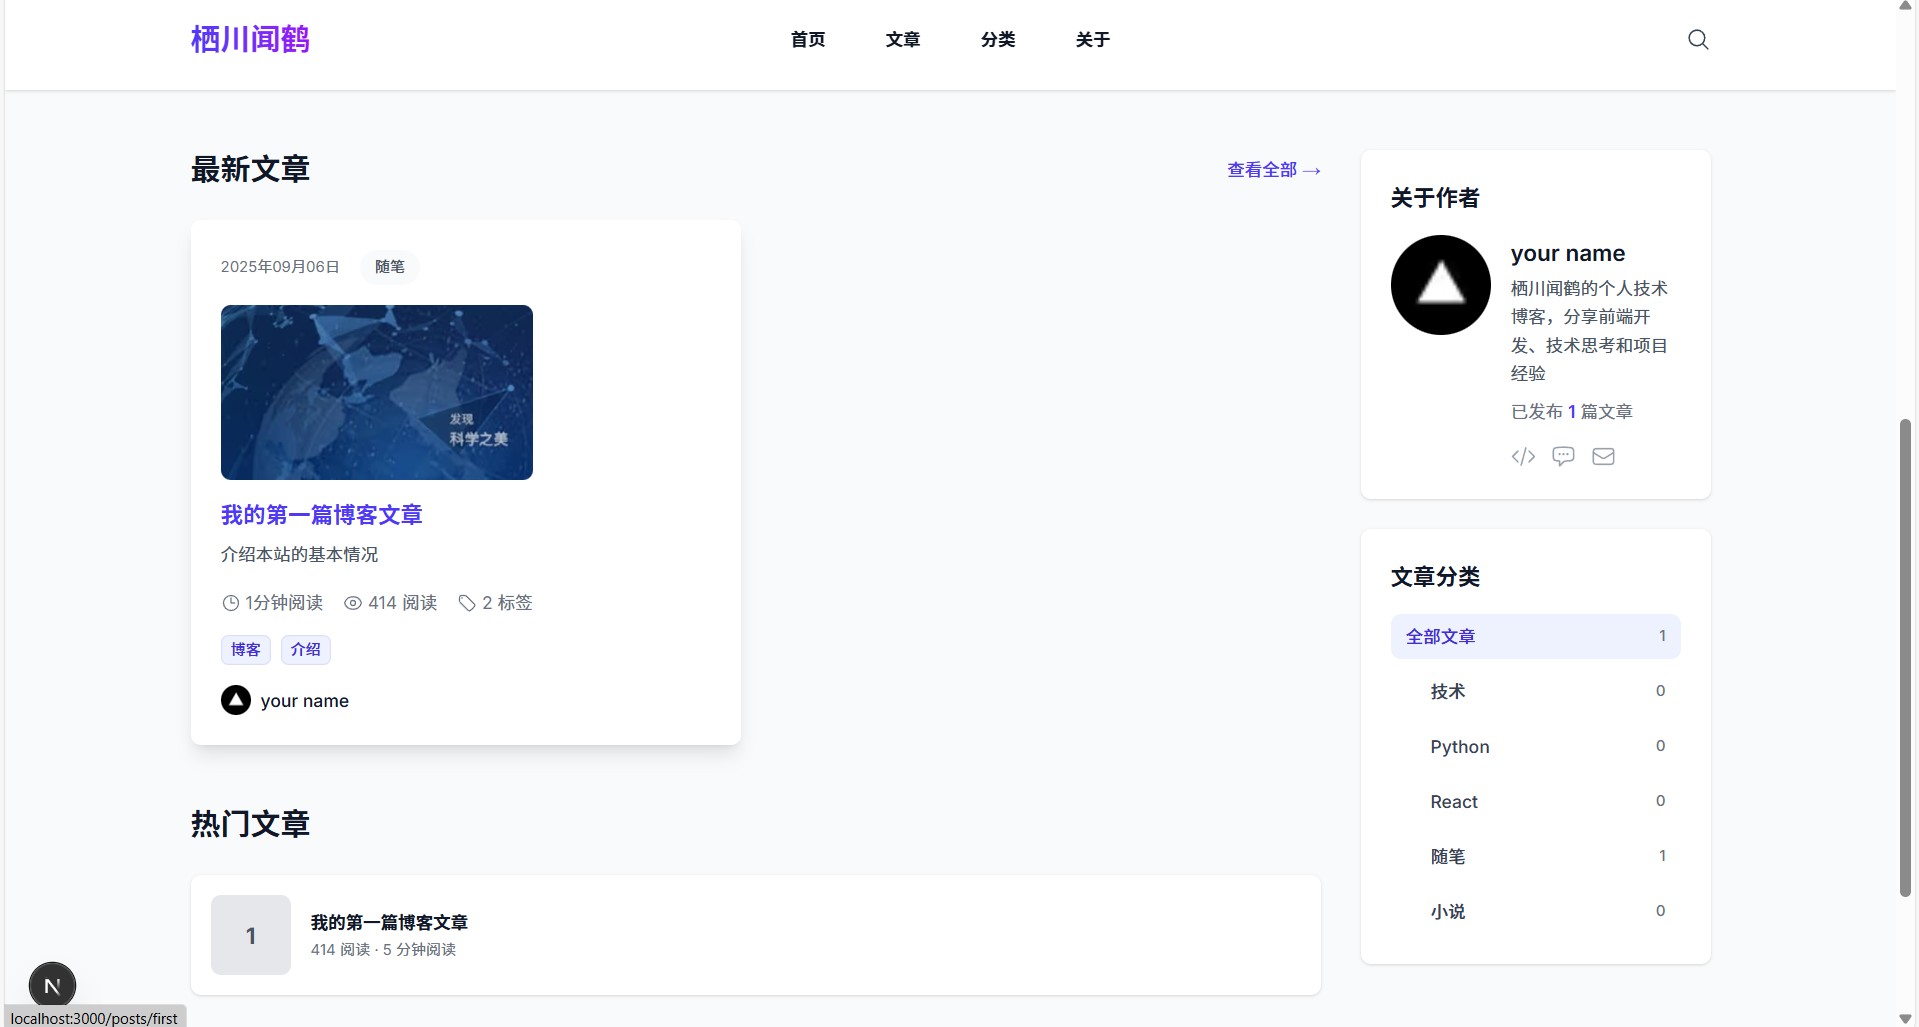 栖川闻鹤
首页
文章
分类
关于
最新文章
查看全部 →
2025年09月06日
随笔
发现
科学之美
我的第一篇博客文章
介绍本站的基本情况
1分钟阅读
414 阅读
2 标签
博客
介绍
your name
热门文章
1
我的第一篇博客文章
414 阅读 · 5 分钟阅读
关于作者
your name
栖川闻鹤的个人技术
博客，分享前端开
发、技术思考和项目
经验
已发布 1 篇文章
文章分类
全部文章 1
技术 0
Python 0
React 0
随笔 1
小说 0
N
localhost:3000/posts/first